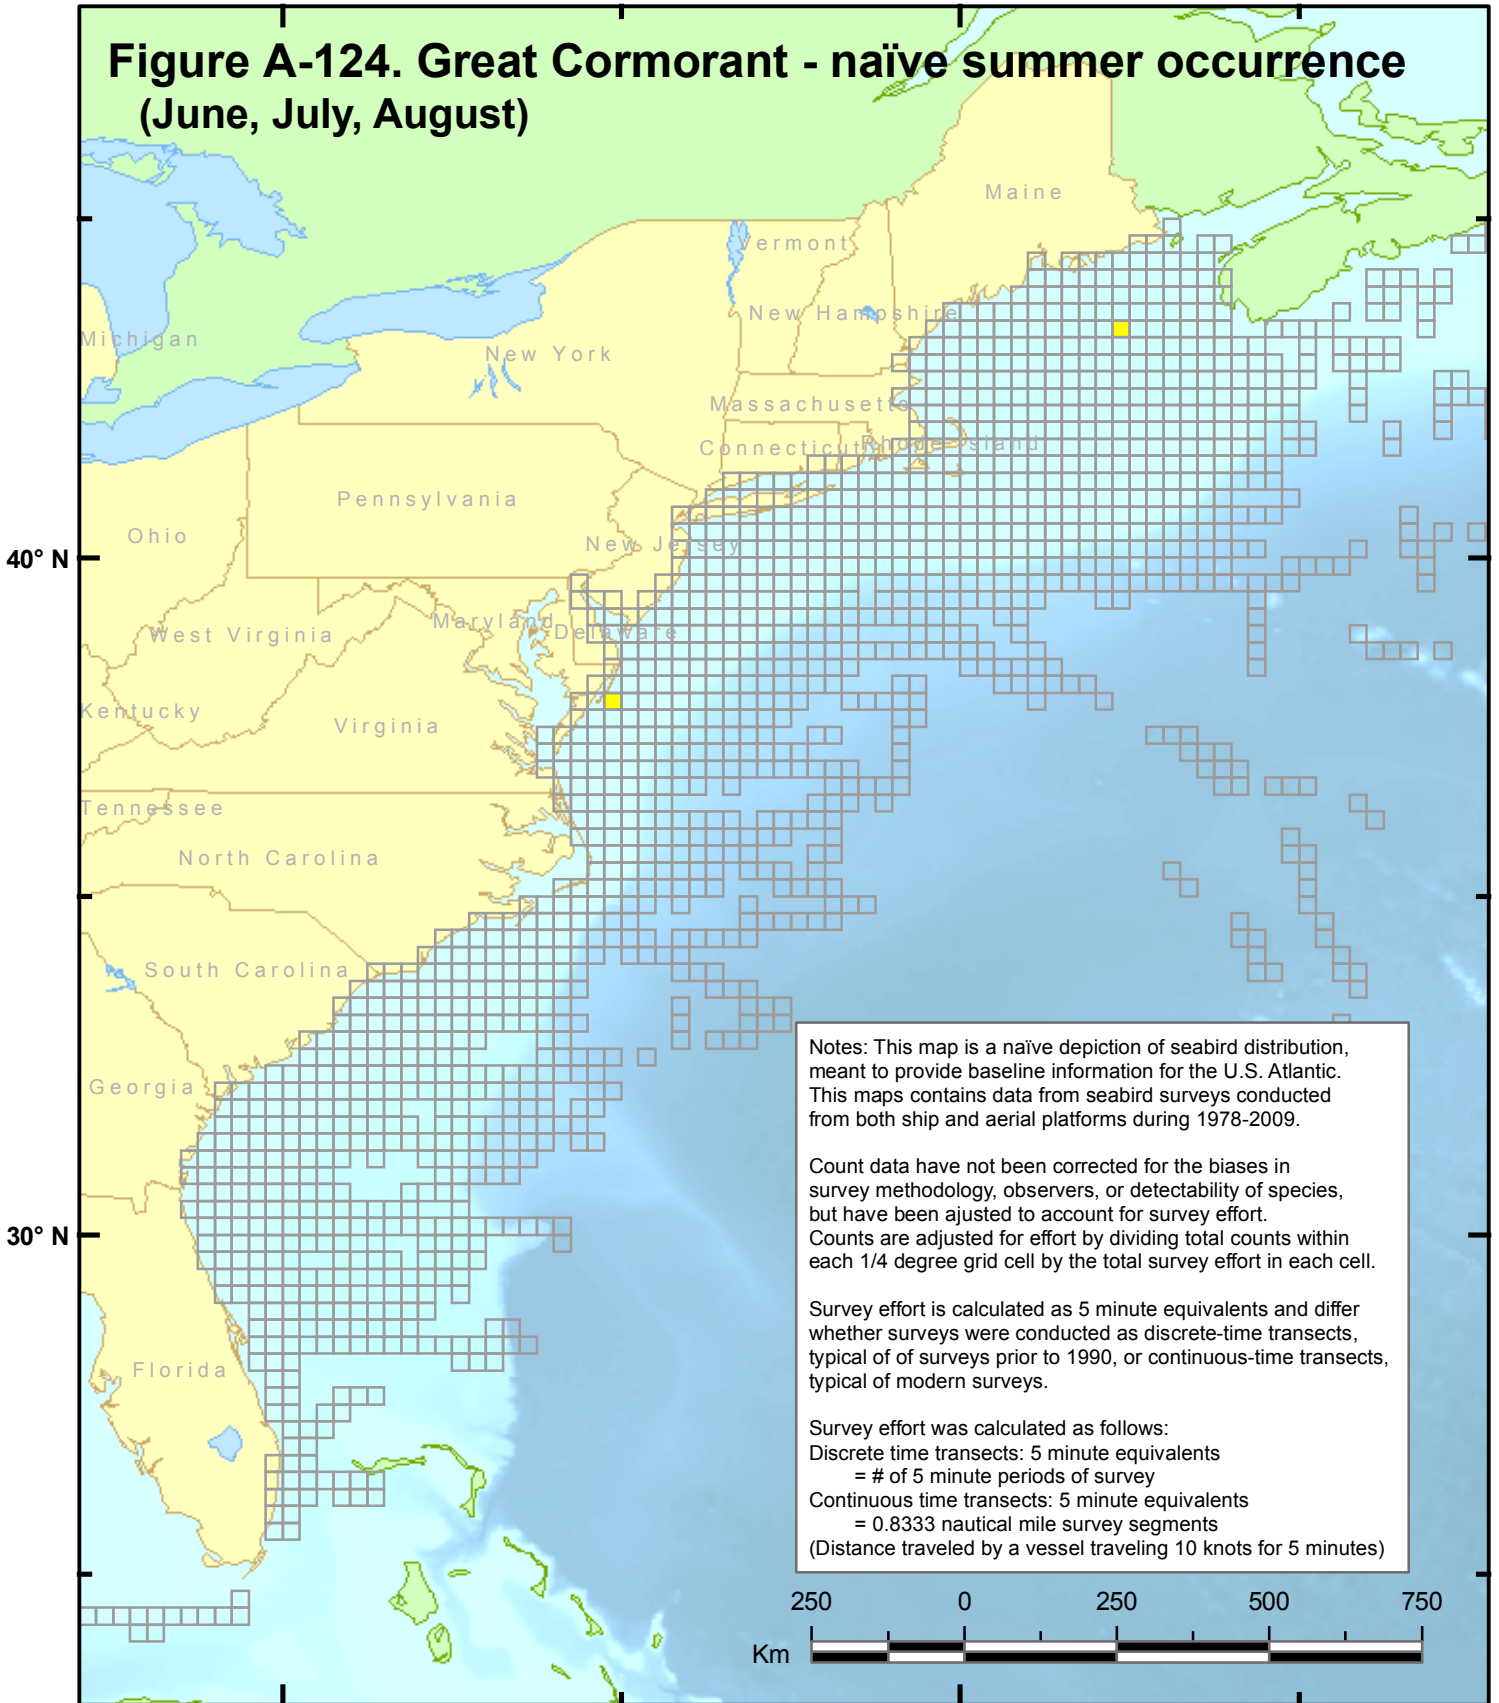 Figure A-124. Great Cormorant - naïve summer occurrence
(June, July, August)
Maine
Vermont
New Hampshire
Michigan
New York
Massachusetts
Connecticut
Rhode Island
Pennsylvania
Ohio
New Jersey
40° N
Maryland
Delaware
West Virginia
Kentucky
Virginia
Tennessee
North Carolina
South Carolina
Georgia
30° N
Florida
Notes: This map is a naïve depiction of seabird distribution,
meant to provide baseline information for the U.S. Atlantic.
This maps contains data from seabird surveys conducted
from both ship and aerial platforms during 1978-2009.
Count data have not been corrected for the biases in
survey methodology, observers, or detectability of species,
but have been ajusted to account for survey effort.
Counts are adjusted for effort by dividing total counts within
each 1/4 degree grid cell by the total survey effort in each cell.
Survey effort is calculated as 5 minute equivalents and differ
whether surveys were conducted as discrete-time transects,
typical of of surveys prior to 1990, or continuous-time transects,
typical of modern surveys.
Survey effort was calculated as follows:
Discrete time transects: 5 minute equivalents
= # of 5 minute periods of survey
Continuous time transects: 5 minute equivalents
= 0.8333 nautical mile survey segments
(Distance traveled by a vessel traveling 10 knots for 5 minutes)
250 0 250 500 750
Km